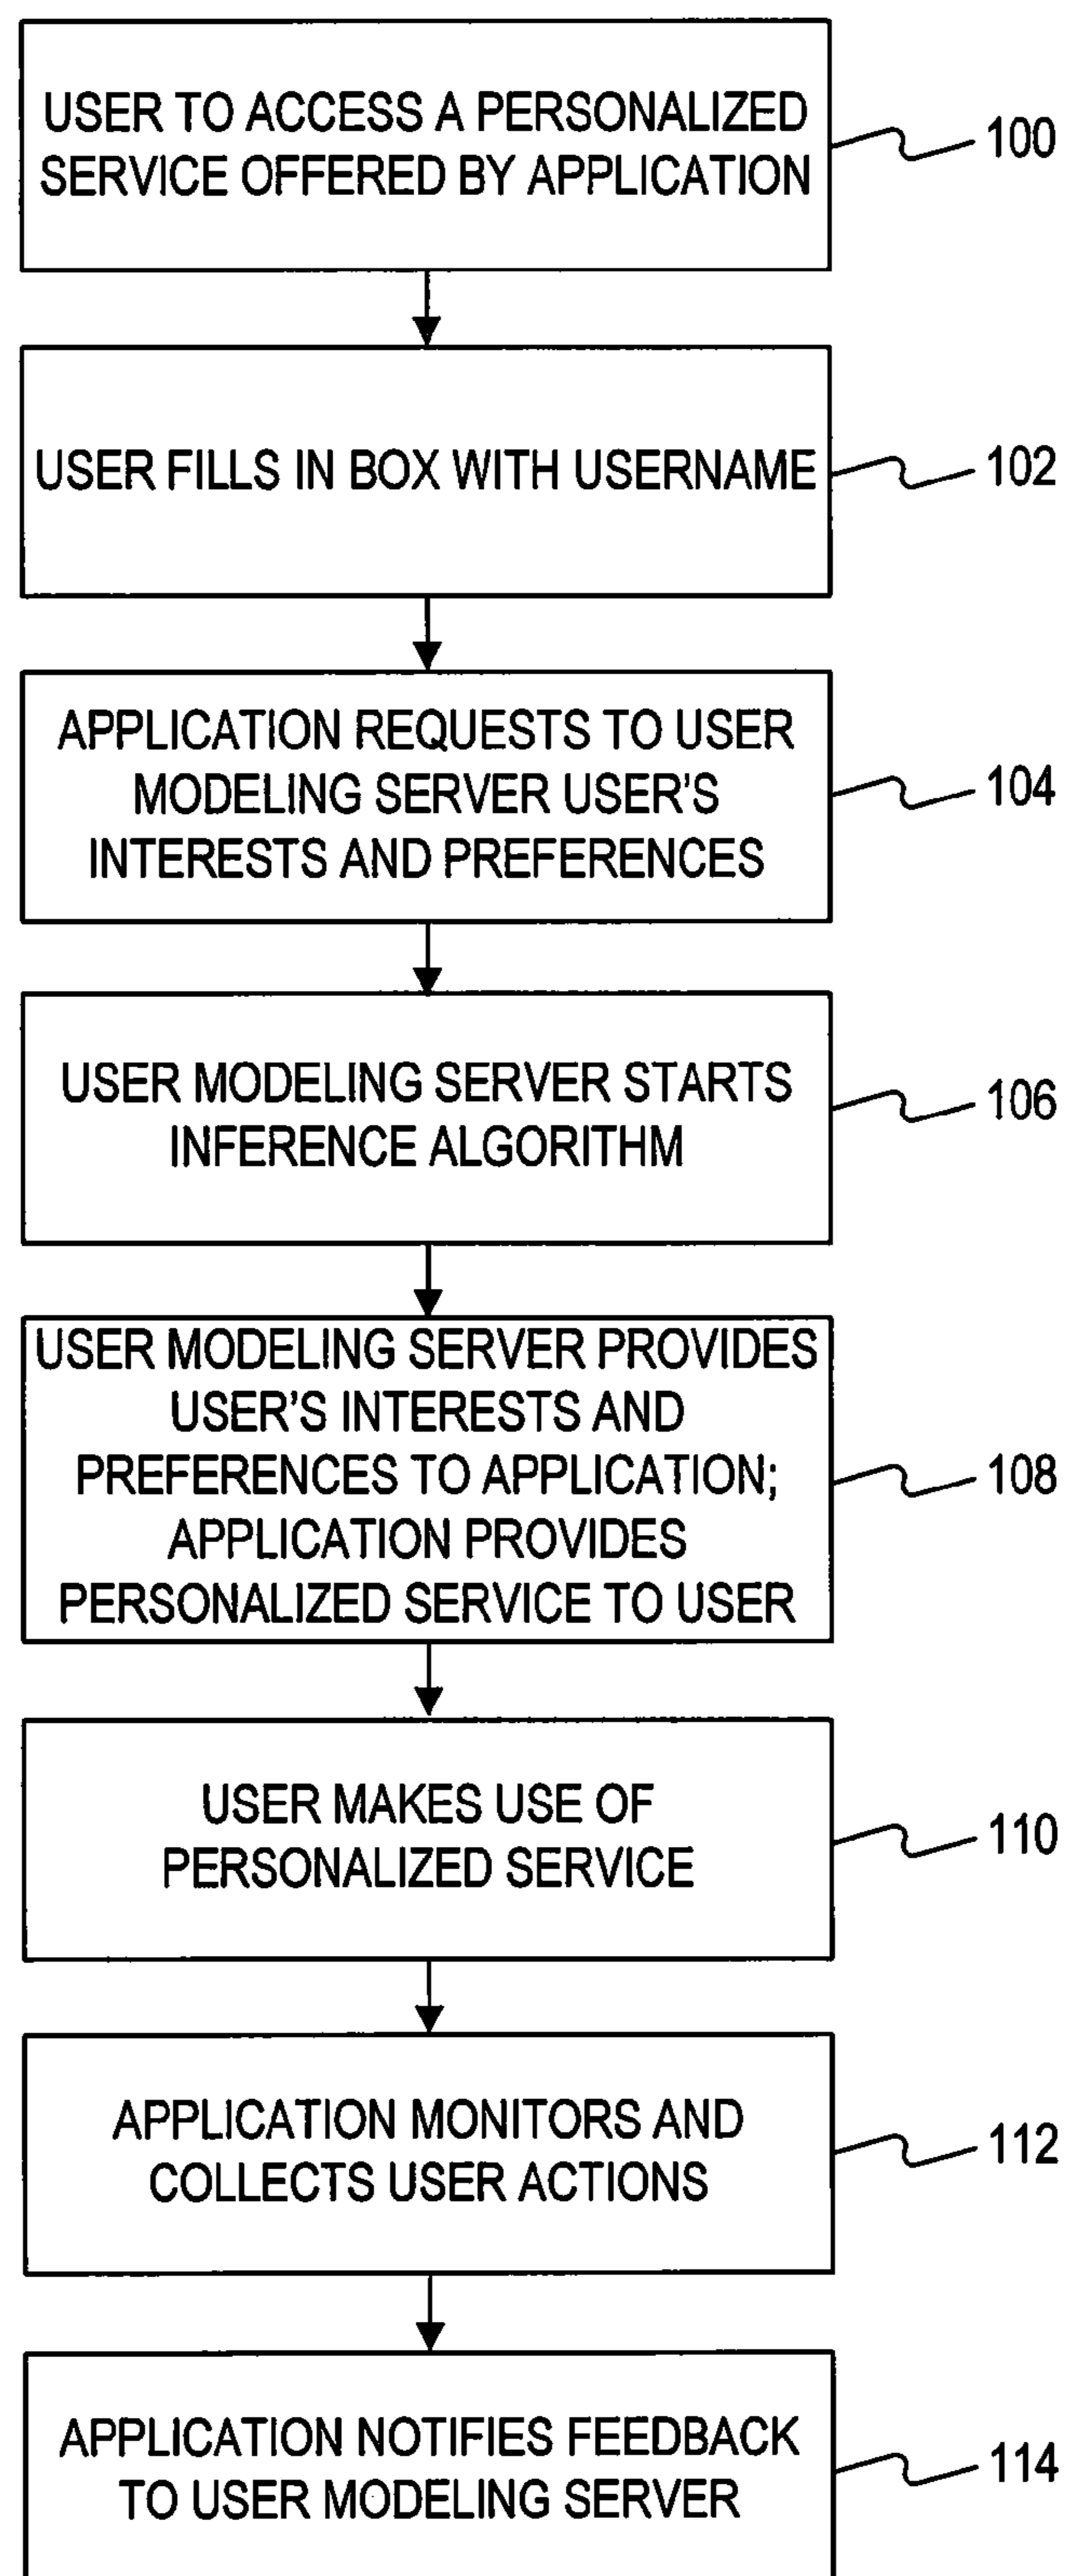 USER TO ACCESS A PERSONALIZED
SERVICE OFFERED BY APPLICATION
100
USER FILLS IN BOX WITH USERNAME
102
APPLICATION REQUESTS TO USER
MODELING SERVER USER'S
INTERESTS AND PREFERENCES
104
USER MODELING SERVER STARTS
INFERENCE ALGORITHM
106
USER MODELING SERVER PROVIDES
USER'S INTERESTS AND
PREFERENCES TO APPLICATION;
APPLICATION PROVIDES
PERSONALIZED SERVICE TO USER
108
USER MAKES USE OF
PERSONALIZED SERVICE
110
APPLICATION MONITORS AND
COLLECTS USER ACTIONS
112
APPLICATION NOTIFIES FEEDBACK
TO USER MODELING SERVER
114